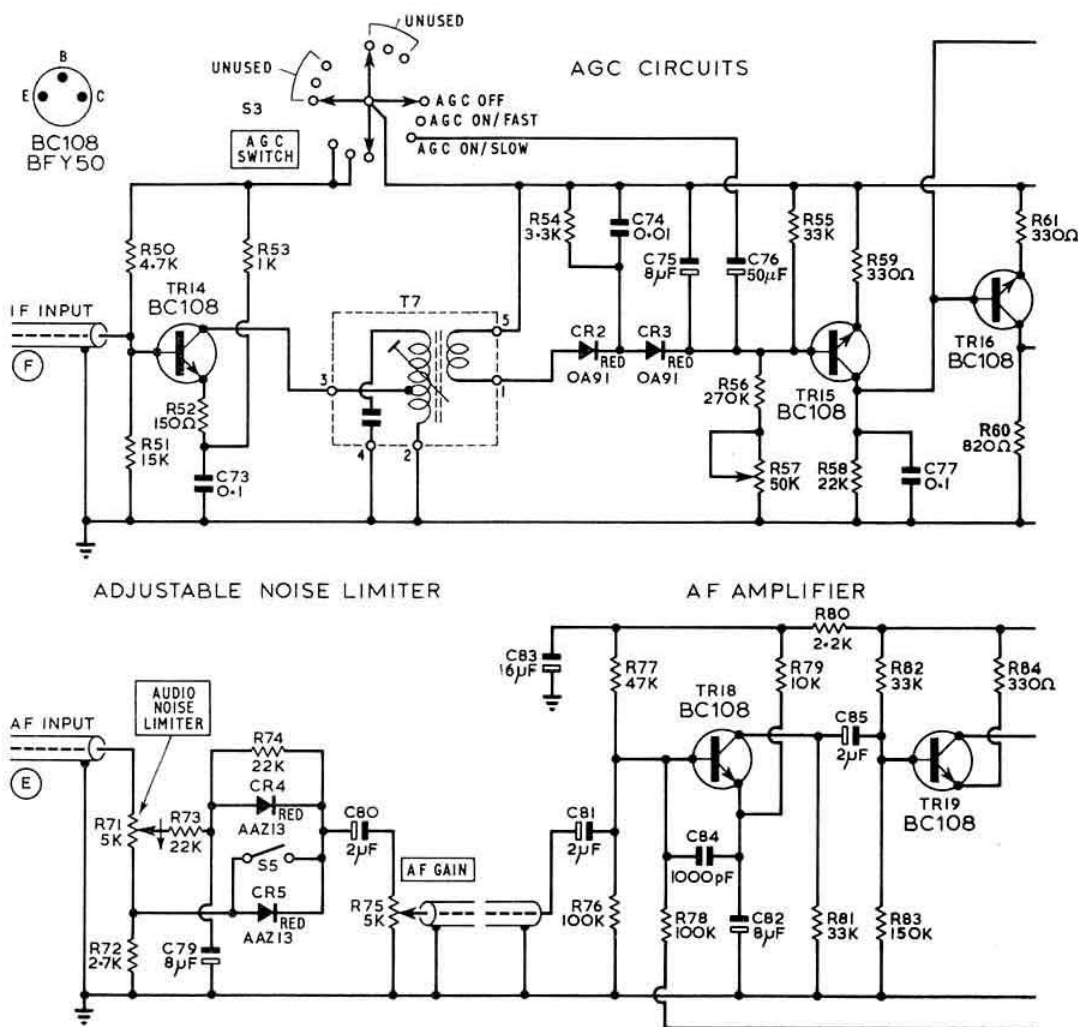 UNUSED
UNUSED
AGC CIRCUITS
B
E
C
BC108
BFY50
S3
AGC
SWITCH
AGC OFF
AGC ON/FAST
AGC ON/SLOW
R50
4.7K
R53
1K
R54
3.3K
C74
0.01
C75
8µF
C76
50µF
R55
33K
R59
330Ω
R61
330Ω
TR14
BC108
IF INPUT
F
T7
5
3
1
4
2
CR2
RED
OA91
CR3
RED
OA91
TR15
BC108
TR16
BC108
R52
150Ω
R51
15K
C73
0.1
R56
270K
R57
50K
R58
22K
C77
0.1
R60
820Ω
ADJUSTABLE NOISE LIMITER
AF AMPLIFIER
AUDIO
NOISE
LIMITER
AF INPUT
E
R71
5K
R73
22K
R74
22K
CR4
RED
AAZ13
S5
CR5
RED
AAZ13
R72
2.7K
C79
8µF
C80
2µF
AF GAIN
R75
5K
C83
16µF
C81
2µF
R77
47K
R76
100K
TR18
BC108
R79
10K
R80
2.2K
R82
33K
R84
330Ω
C85
2µF
TR19
BC108
C84
1000pF
R78
100K
C82
8µF
R81
33K
R83
150K